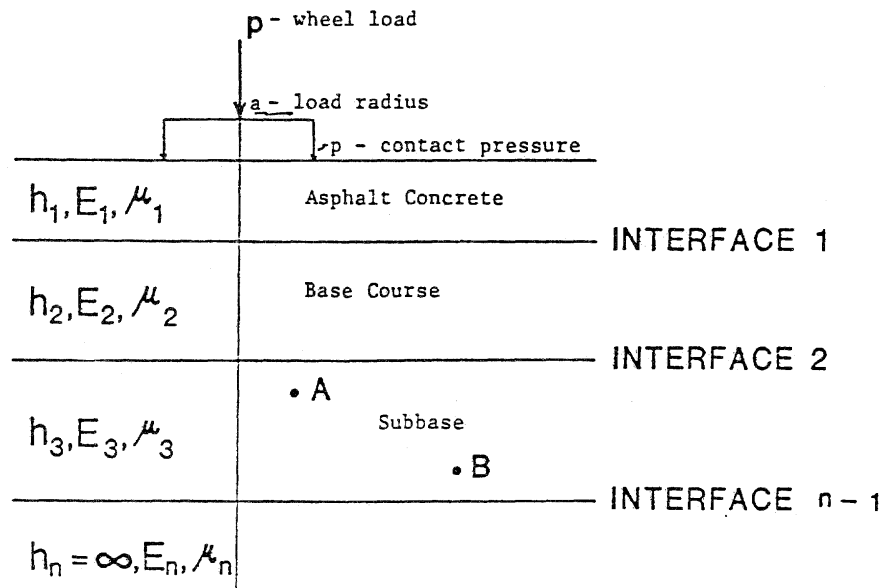 p - wheel load
a - load radius
p - contact pressure
h₁, E₁, μ₁
Asphalt Concrete
INTERFACE 1
h₂, E₂, μ₂
Base Course
INTERFACE 2
A
h₃, E₃, μ₃
Subbase
B
INTERFACE n-1
hₙ = ∞, Eₙ, μₙ